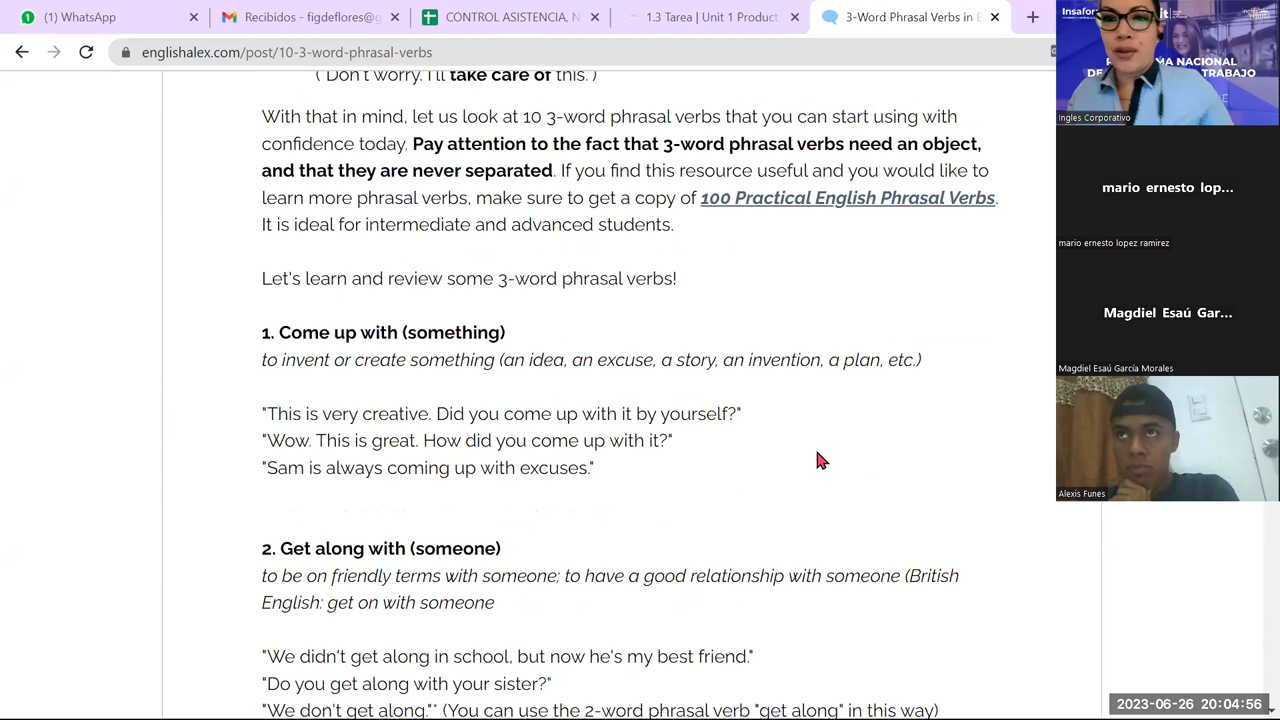 (1) WhatsApp
Recibidos - figdeflore
CONTROL ASISTEN
1.3 Tarea | Unit 1 Product
3-Word Phrasal Verbs in E
englishalex.com/post/10-3-word-phrasal-verbs
( Don't worry. I'll take care of this. )
With that in mind, let us look at 10 3-word phrasal verbs that you can start using with
confidence today. Pay attention to the fact that 3-word phrasal verbs need an object,
and that they are never separated. If you find this resource useful and you would like to
learn more phrasal verbs, make sure to get a copy of 100 Practical English Phrasal Verbs.
It is ideal for intermediate and advanced students.
Let's learn and review some 3-word phrasal verbs!
1. Come up with (something)
to invent or create something (an idea, an excuse, a story, an invention, a plan, etc.)
"This is very creative. Did you come up with it by yourself?"
"Wow. This is great. How did you come up with it?"
"Sam is always coming up with excuses."
2. Get along with (someone)
to be on friendly terms with someone; to have a good relationship with someone (British
English: get on with someone
"We didn't get along in school, but now he's my best friend."
"Do you get along with your sister?"
"We don't get along."* (You can use the 2-word phrasal verb "get along" in this way)
Insafor
it
MA NACIONAL
DE TRABAJO
Ingles Corporativo
mario ernesto lop...
mario ernesto lopez ramirez
Magdiel Esaú Gar...
Magdiel Esaú García Morales
Alexis Funes
2023-06-26 20:04:56